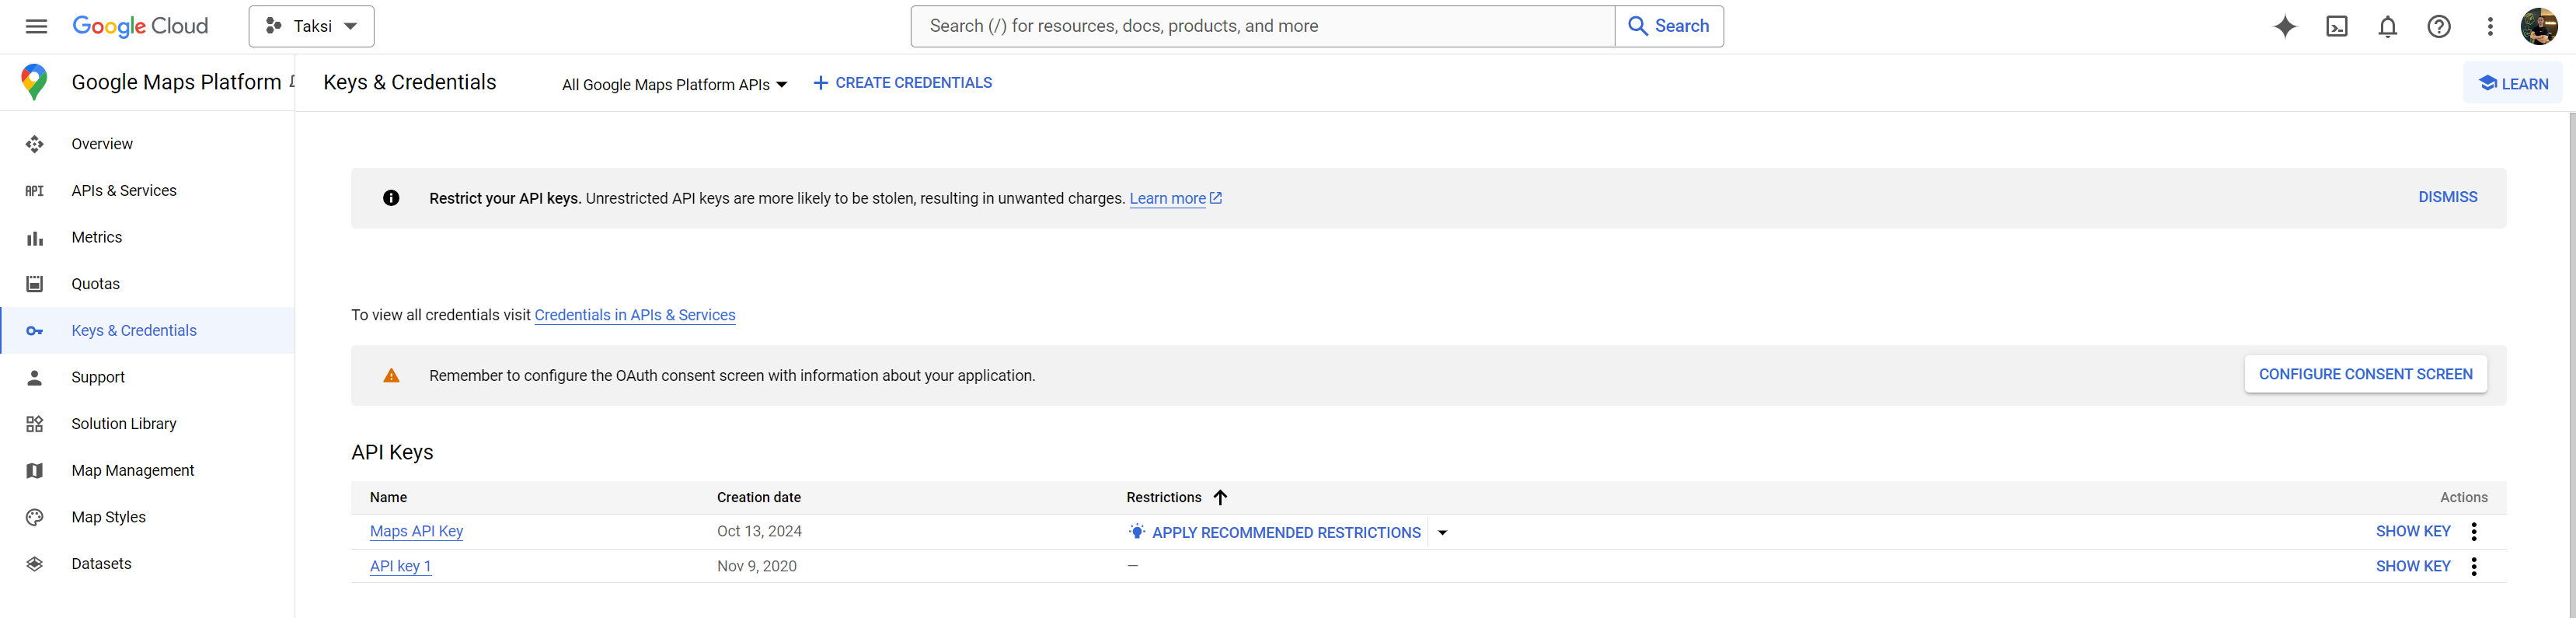 Google Cloud
Taksi
Search (/) for resources, docs, products, and more
Search
Google Maps Platform
Keys & Credentials
All Google Maps Platform APIs
CREATE CREDENTIALS
LEARN
Overview
API APIs & Services
Metrics
Quotas
Keys & Credentials
Support
Solution Library
Map Management
Map Styles
Datasets
Restrict your API keys. Unrestricted API keys are more likely to be stolen, resulting in unwanted charges. Learn more
DISMISS
To view all credentials visit Credentials in APIs & Services
Remember to configure the OAuth consent screen with information about your application.
CONFIGURE CONSENT SCREEN
API Keys
Name Creation date Restrictions Actions
Maps API Key Oct 13, 2024 APPLY RECOMMENDED RESTRICTIONS SHOW KEY
API key 1 Nov 9, 2020 — SHOW KEY